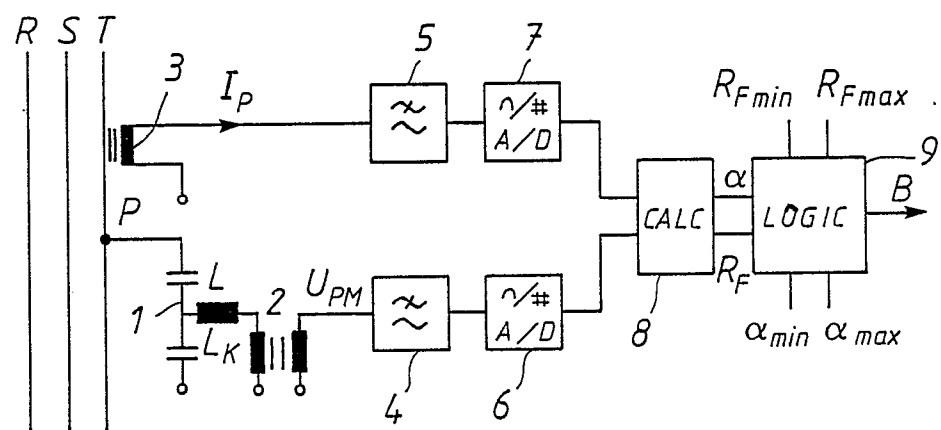 R S T
3
I_P
5
7
∿/#
A/D
R_Fmin R_Fmax
9
P
CALC
α
R_F
LOGIC
B
8
α_min α_max
1
L
L_K
2
U_PM
4
∿/#
A/D
6